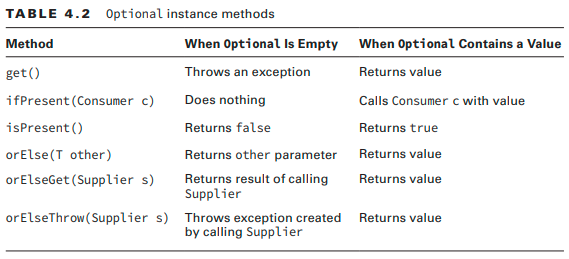 TABLE 4.2 Optional instance methods
Method When Optional Is Empty When Optional Contains a Value
get() Throws an exception Returns value
ifPresent(Consumer c) Does nothing Calls Consumer c with value
isPresent() Returns false Returns true
orElse(T other) Returns other parameter Returns value
orElseGet(Supplier s) Returns result of calling Returns value
Supplier
orElseThrow(Supplier s) Throws exception created Returns value
by calling Supplier